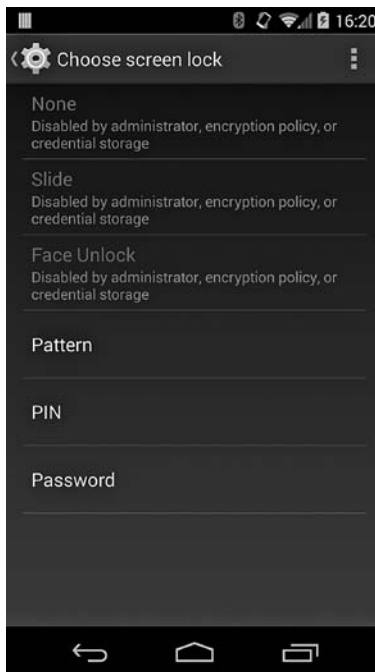 16:20
Choose screen lock
None
Disabled by administrator, encryption policy, or
credential storage
Slide
Disabled by administrator, encryption policy, or
credential storage
Face Unlock
Disabled by administrator, encryption policy, or
credential storage
Pattern
PIN
Password